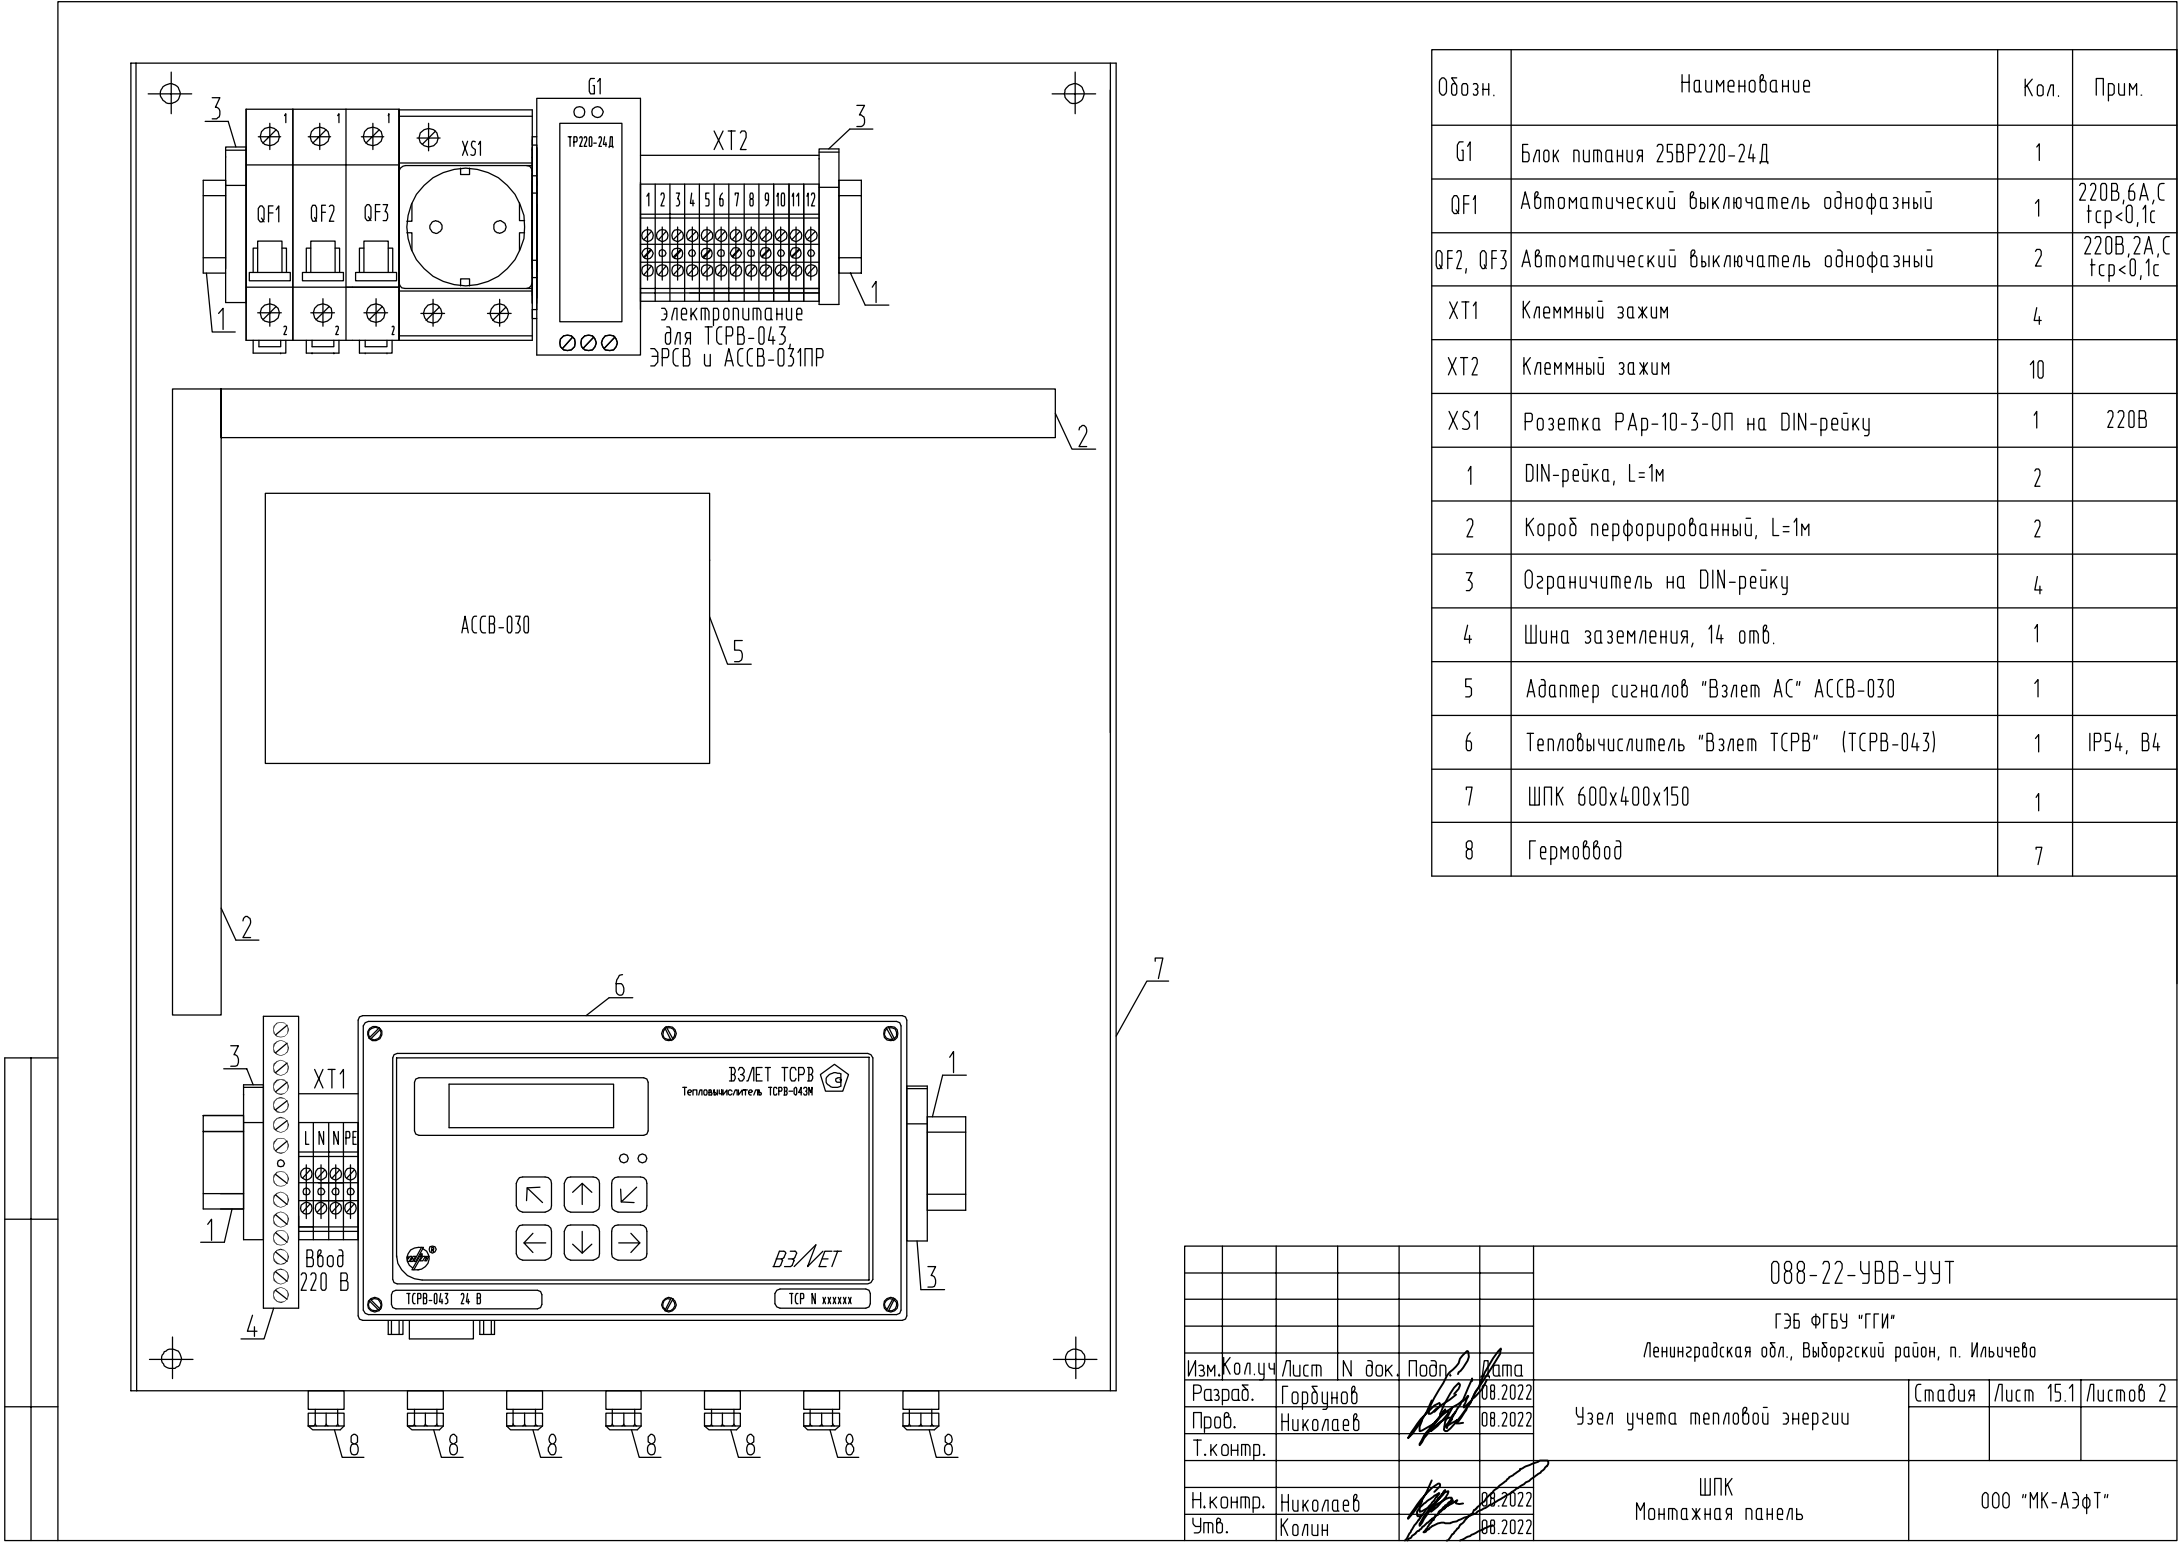 G1
3
XS1
ТР220-24Д
XT2
3
1 1 1
QF1 QF2 QF3
1 2 3 4 5 6 7 8 9 10 11 12
1
2 2 2
1
электропитание
для ТСРВ-043,
ЭРСВ и АССВ-031ПР
2
АССВ-030
5
2
7
6
3
XT1
ВЗЛЕТ ТСРВ
Тепловычислитель ТСРВ-043М
1
L N N PE
1
Ввод
220 В
®
ВЗЛЕТ
3
4
ТСРВ-043 24 В
ТСР N xxxxxx
8 8 8 8 8 8 8
Обозн. Наименование Кол. Прим.
G1 Блок питания 25ВР220-24Д 1
QF1 Автоматический выключатель однофазный 1 220В,6А,С
tср<0,1с
QF2, QF3 Автоматический выключатель однофазный 2 220В,2А,С
tср<0,1с
XT1 Клеммный зажим 4
XT2 Клеммный зажим 10
XS1 Розетка РАр-10-3-ОП на DIN-рейку 1 220В
1 DIN-рейка, L=1м 2
2 Короб перфорированный, L=1м 2
3 Ограничитель на DIN-рейку 4
4 Шина заземления, 14 отв. 1
5 Адаптер сигналов "Взлет АС" АССВ-030 1
6 Тепловычислитель "Взлет ТСРВ" (ТСРВ-043) 1 IP54, В4
7 ШПК 600x400x150 1
8 Гермоввод 7
088-22-УВВ-УУТ
ГЭБ ФГБУ "ГГИ"
Ленинградская обл., Выборгский район, п. Ильичево
Изм. Кол.уч Лист N док. Подп. Дата
Разраб. Горбунов 08.2022
Пров. Николаев 08.2022
Т.контр.
Н.контр. Николаев 08.2022
Утв. Колин 08.2022
Узел учета тепловой энергии
Стадия Лист 15.1 Листов 2
ШПК
Монтажная панель
ООО "МК-АЭфТ"